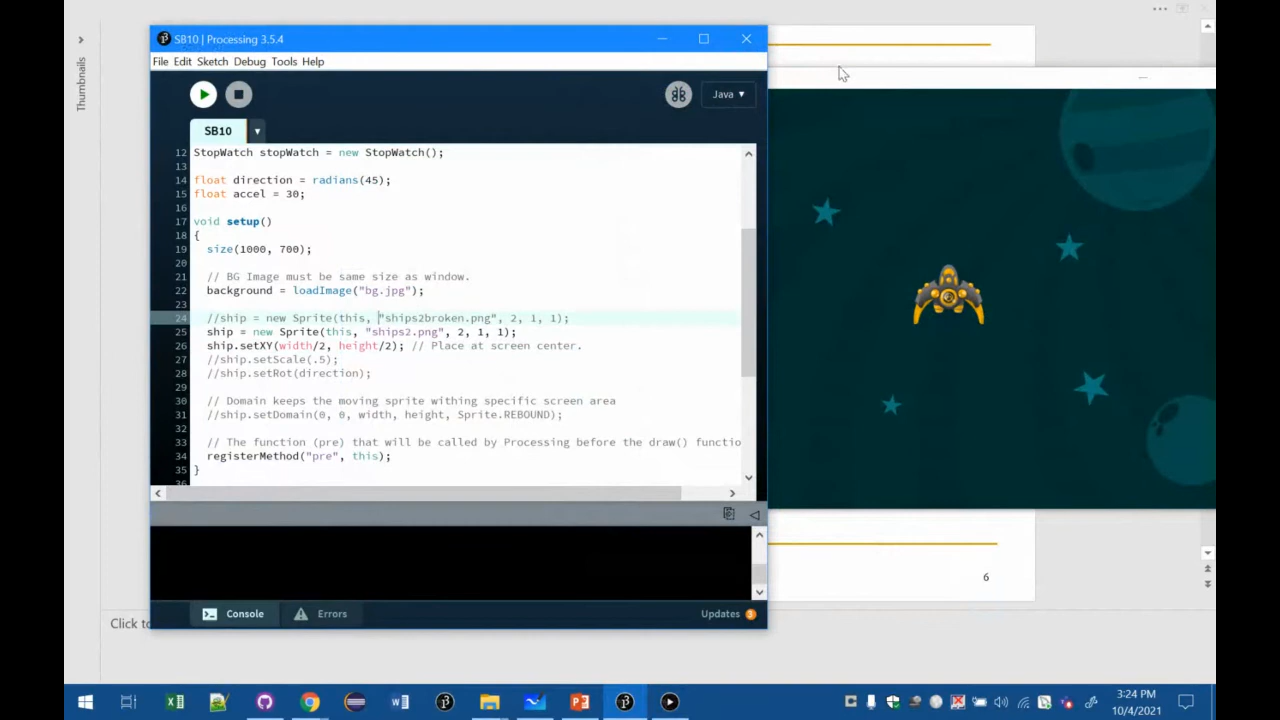 SB10 | Processing 3.5.4
File Edit Sketch Debug Tools Help
Java ▾
SB10
12 StopWatch stopWatch = new StopWatch();
13
14 float direction = radians(45);
15 float accel = 30;
16
17 void setup()
18 {
19 size(1000, 700);
20
21 // BG Image must be same size as window.
22 background = loadImage("bg.jpg");
23
24 //ship = new Sprite(this, "ships2broken.png", 2, 1, 1);
25 ship = new Sprite(this, "ships2.png", 2, 1, 1);
26 ship.setXY(width/2, height/2); // Place at screen center.
27 //ship.setScale(.5);
28 //ship.setRot(direction);
29
30 // Domain keeps the moving sprite withing specific screen area
31 //ship.setDomain(0, 0, width, height, Sprite.REBOUND);
32
33 // The function (pre) that will be called by Processing before the draw() functio
34 registerMethod("pre", this);
35 }
Console Errors
Updates 3
Thumbnails
6
Click to
3:24 PM
10/4/2021